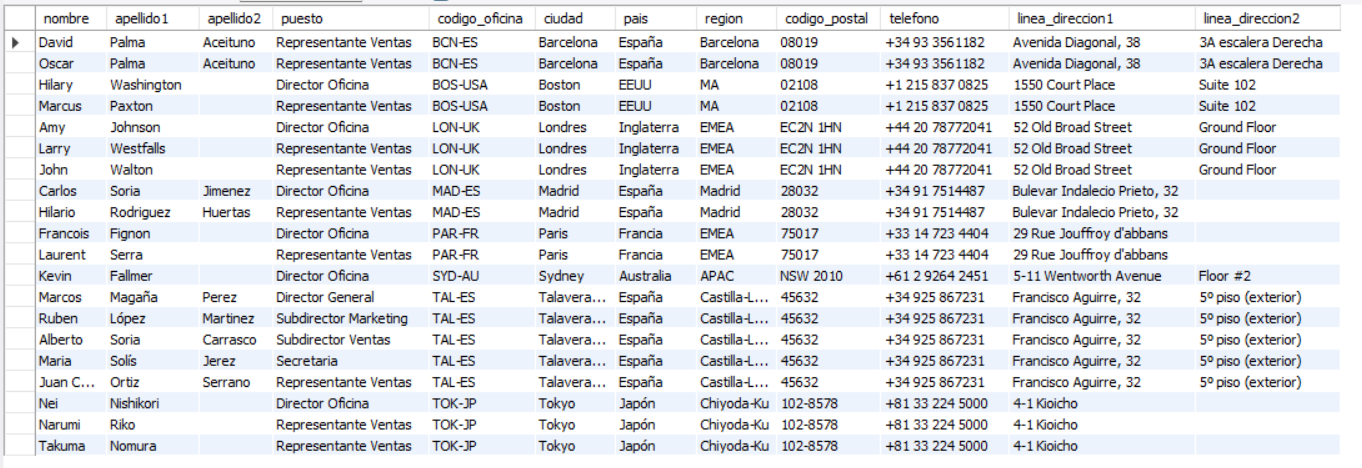 nombre apellido1 apellido2 puesto codigo_oficina ciudad pais region codigo_postal telefono linea_direccion1 linea_direccion2
David Palma Aceituno Representante Ventas BCN-ES Barcelona España Barcelona 08019 +34 93 3561182 Avenida Diagonal, 38 3A escalera Derecha
Oscar Palma Aceituno Representante Ventas BCN-ES Barcelona España Barcelona 08019 +34 93 3561182 Avenida Diagonal, 38 3A escalera Derecha
Hilary Washington Director Oficina BOS-USA Boston EEUU MA 02108 +1 215 837 0825 1550 Court Place Suite 102
Marcus Paxton Representante Ventas BOS-USA Boston EEUU MA 02108 +1 215 837 0825 1550 Court Place Suite 102
Amy Johnson Director Oficina LON-UK Londres Inglaterra EMEA EC2N 1HN +44 20 78772041 52 Old Broad Street Ground Floor
Larry Westfalls Representante Ventas LON-UK Londres Inglaterra EMEA EC2N 1HN +44 20 78772041 52 Old Broad Street Ground Floor
John Walton Representante Ventas LON-UK Londres Inglaterra EMEA EC2N 1HN +44 20 78772041 52 Old Broad Street Ground Floor
Carlos Soria Jimenez Director Oficina MAD-ES Madrid España Madrid 28032 +34 91 7514487 Bulevar Indalecio Prieto, 32
Hilario Rodriguez Huertas Representante Ventas MAD-ES Madrid España Madrid 28032 +34 91 7514487 Bulevar Indalecio Prieto, 32
Francois Fignon Director Oficina PAR-FR Paris Francia EMEA 75017 +33 14 723 4404 29 Rue Jouffroy d'abbans
Laurent Serra Representante Ventas PAR-FR Paris Francia EMEA 75017 +33 14 723 4404 29 Rue Jouffroy d'abbans
Kevin Fallmer Director Oficina SYD-AU Sydney Australia APAC NSW 2010 +61 2 9264 2451 5-11 Wentworth Avenue Floor #2
Marcos Magaña Perez Director General TAL-ES Talavera... España Castilla-L... 45632 +34 925 867231 Francisco Aguirre, 32 5º piso (exterior)
Ruben López Martinez Subdirector Marketing TAL-ES Talavera... España Castilla-L... 45632 +34 925 867231 Francisco Aguirre, 32 5º piso (exterior)
Alberto Soria Carrasco Subdirector Ventas TAL-ES Talavera... España Castilla-L... 45632 +34 925 867231 Francisco Aguirre, 32 5º piso (exterior)
Maria Solís Jerez Secretaria TAL-ES Talavera... España Castilla-L... 45632 +34 925 867231 Francisco Aguirre, 32 5º piso (exterior)
Juan C... Ortiz Serrano Representante Ventas TAL-ES Talavera... España Castilla-L... 45632 +34 925 867231 Francisco Aguirre, 32 5º piso (exterior)
Nei Nishikori Director Oficina TOK-JP Tokyo Japón Chiyoda-Ku 102-8578 +81 33 224 5000 4-1 Kioicho
Narumi Riko Representante Ventas TOK-JP Tokyo Japón Chiyoda-Ku 102-8578 +81 33 224 5000 4-1 Kioicho
Takuma Nomura Representante Ventas TOK-JP Tokyo Japón Chiyoda-Ku 102-8578 +81 33 224 5000 4-1 Kioicho